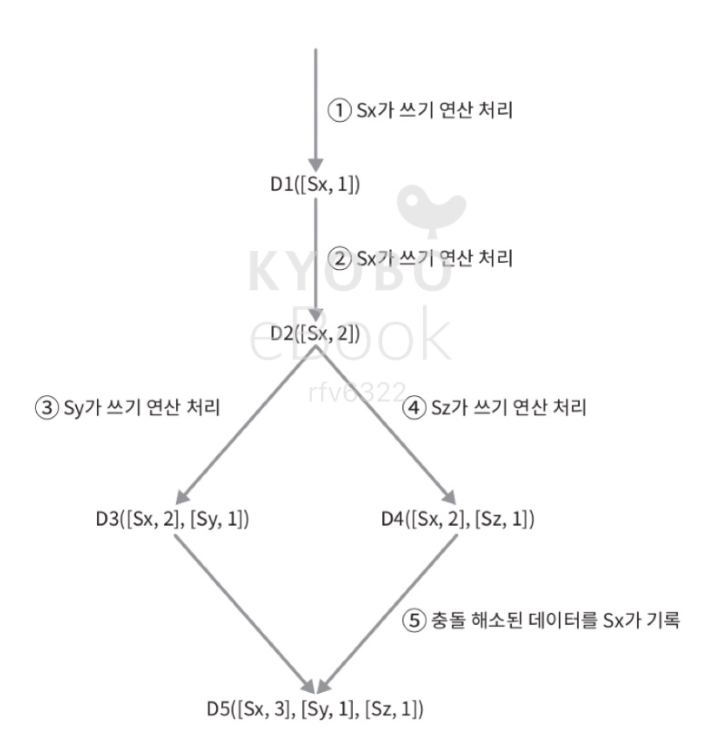 ① Sx가 쓰기 연산 처리
D1([Sx, 1])
② Sx가 쓰기 연산 처리
KYOBO
D2([Sx, 2])
eBook
rfv6322
③ Sy가 쓰기 연산 처리
④ Sz가 쓰기 연산 처리
D3([Sx, 2], [Sy, 1])
D4([Sx, 2], [Sz, 1])
⑤ 충돌 해소된 데이터를 Sx가 기록
D5([Sx, 3], [Sy, 1], [Sz, 1])